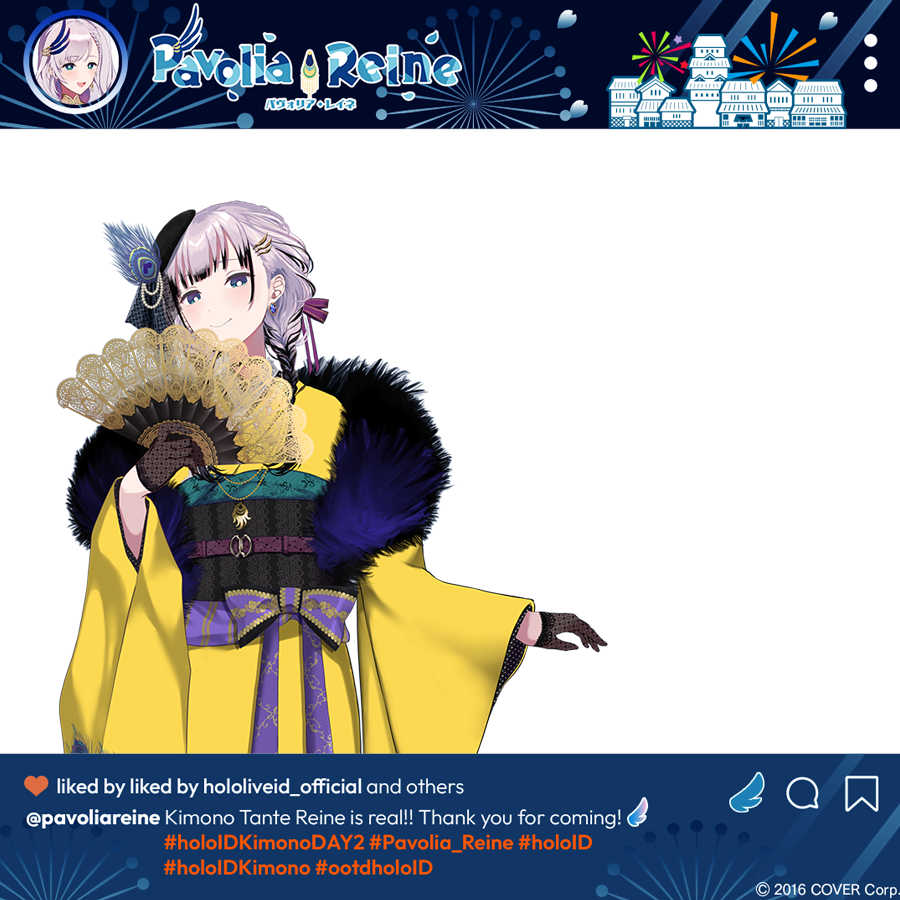 Pavolia Reine
パヴォリア・レイネ
liked by liked by hololiveid_official and others
@pavoliareine Kimono Tante Reine is real!! Thank you for coming!
#holoIDKimonoDAY2 #Pavolia_Reine #holoID
#holoIDKimono #ootdholoID
© 2016 COVER Corp.